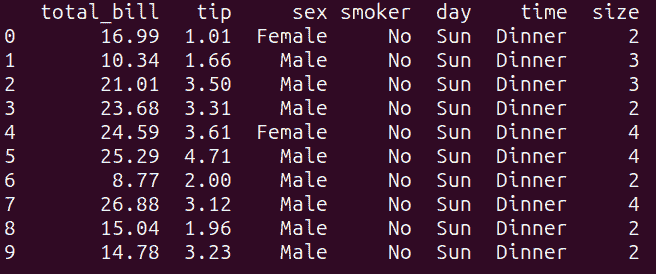 total_bill tip sex smoker day time size
0 16.99 1.01 Female No Sun Dinner 2
1 10.34 1.66 Male No Sun Dinner 3
2 21.01 3.50 Male No Sun Dinner 3
3 23.68 3.31 Male No Sun Dinner 2
4 24.59 3.61 Female No Sun Dinner 4
5 25.29 4.71 Male No Sun Dinner 4
6 8.77 2.00 Male No Sun Dinner 2
7 26.88 3.12 Male No Sun Dinner 4
8 15.04 1.96 Male No Sun Dinner 2
9 14.78 3.23 Male No Sun Dinner 2